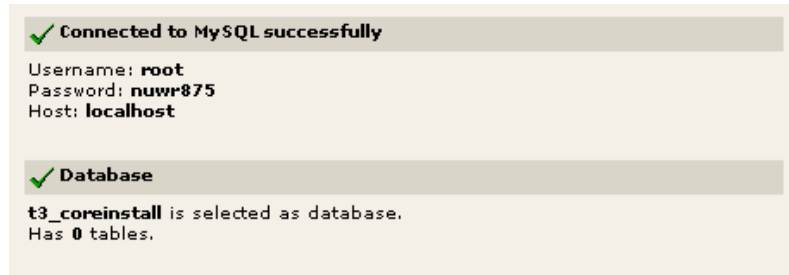 Connected to MySQL successfully
Username: root
Password: nuwr875
Host: localhost
Database
t3_coreinstall is selected as database.
Has 0 tables.